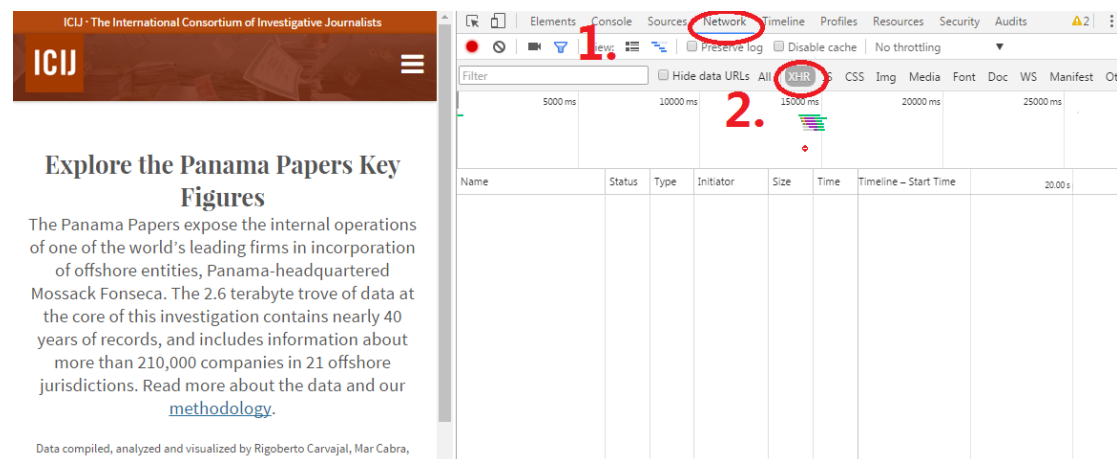 ICIJ · The International Consortium of Investigative Journalists
ICIJ
Explore the Panama Papers Key
Figures
The Panama Papers expose the internal operations
of one of the world's leading firms in incorporation
of offshore entities, Panama-headquartered
Mossack Fonseca. The 2.6 terabyte trove of data at
the core of this investigation contains nearly 40
years of records, and includes information about
more than 210,000 companies in 21 offshore
jurisdictions. Read more about the data and our
methodology.
Data compiled, analyzed and visualized by Rigoberto Carvajal, Mar Cabra,
Elements Console Sources Network Timeline Profiles Resources Security Audits 2
1.
Preserve log Disable cache No throttling
Filter Hide data URLs All XHR JS CSS Img Media Font Doc WS Manifest Ot
2.
5000 ms 10000 ms 15000 ms 20000 ms 25000 ms
Name Status Type Initiator Size Time Timeline – Start Time 20.00 s